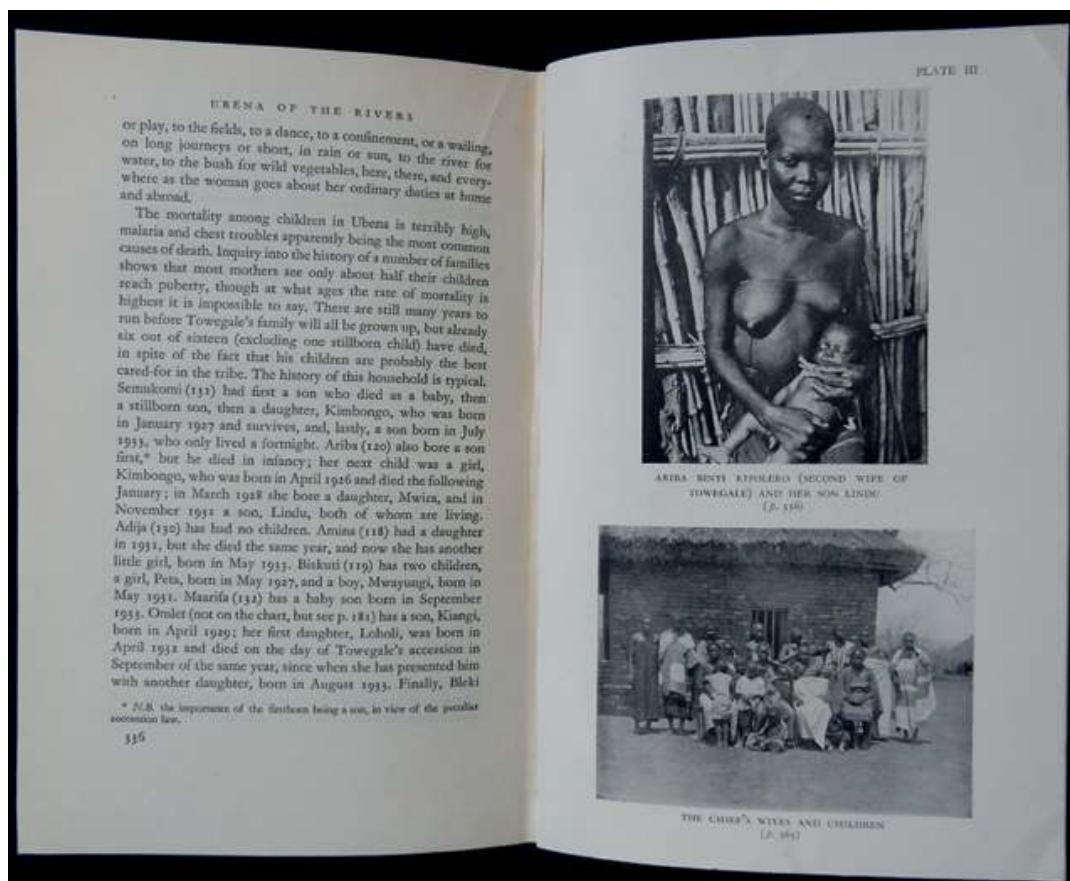 UBENA OF THE RIVERS
or play, to the fields, to a dance, to a confinement, or a wailing,
on long journeys or short, in rain or sun, to the river for
water, to the bush for wild vegetables, here, there, and every-
where as the woman goes about her ordinary duties at home
and abroad.
The mortality among children in Ubena is terribly high,
malaria and chest troubles apparently being the most common
causes of death. Inquiry into the history of a number of families
shows that most mothers see only about half their children
reach puberty, though at what ages the rate of mortality is
highest it is impossible to say. There are still many years to
run before Towegale's family will all be grown up, but already
six out of sixteen (excluding one stillborn child) have died,
in spite of the fact that his children are probably the best
cared-for in the tribe. The history of this household is typical.
Semukomi (131) had first a son who died as a baby, then
a stillborn son, then a daughter, Kimbongo, who was born
in January 1927 and survives, and, lastly, a son born in July
1933, who only lived a fortnight. Ariba (120) also bore a son
first,* but he died in infancy; her next child was a girl,
Kimbongo, who was born in April 1926 and died the following
January; in March 1928 she bore a daughter, Mwira, and in
November 1931 a son, Lindu, both of whom are living.
Adija (130) has had no children. Amina (118) had a daughter
in 1931, but she died the same year, and now she has another
little girl, born in May 1933. Biskuti (119) has two children,
a girl, Peta, born in May 1927, and a boy, Mwayungi, born in
May 1931. Maarifa (132) has a baby son born in September
1933. Omlet (not on the chart, but see p. 181) has a son, Kiangi,
born in April 1929; her first daughter, Loholi, was born in
April 1932 and died on the day of Towegale's accession in
September of the same year, since when she has presented him
with another daughter, born in August 1933. Finally, Bleki
* N.B. the importance of the firstborn being a son, in view of the peculiar
succession law.
336
PLATE III
ARIBA BINTI KIPOLERO (SECOND WIFE OF
TOWEGALE) AND HER SON LINDU
(p. 336)
THE CHIEF'S WIVES AND CHILDREN